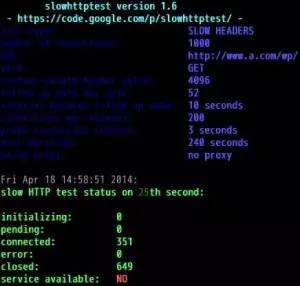 slowhttptest version 1.6
- https://code.google.com/p/slowhttptest/ -
test type: SLOW HEADERS
number of connections: 1000
URL: http://www.a.com/wp/
verb: GET
content-length header value: 4096
follow up data max size: 52
interval between follow up data: 10 seconds
connections per seconds: 200
probe connection timeout: 3 seconds
test duration: 240 seconds
using proxy: no proxy
Fri Apr 18 14:58:51 2014:
slow HTTP test status on 25th second:
initializing: 0
pending: 0
connected: 351
error: 0
closed: 649
service available: NO